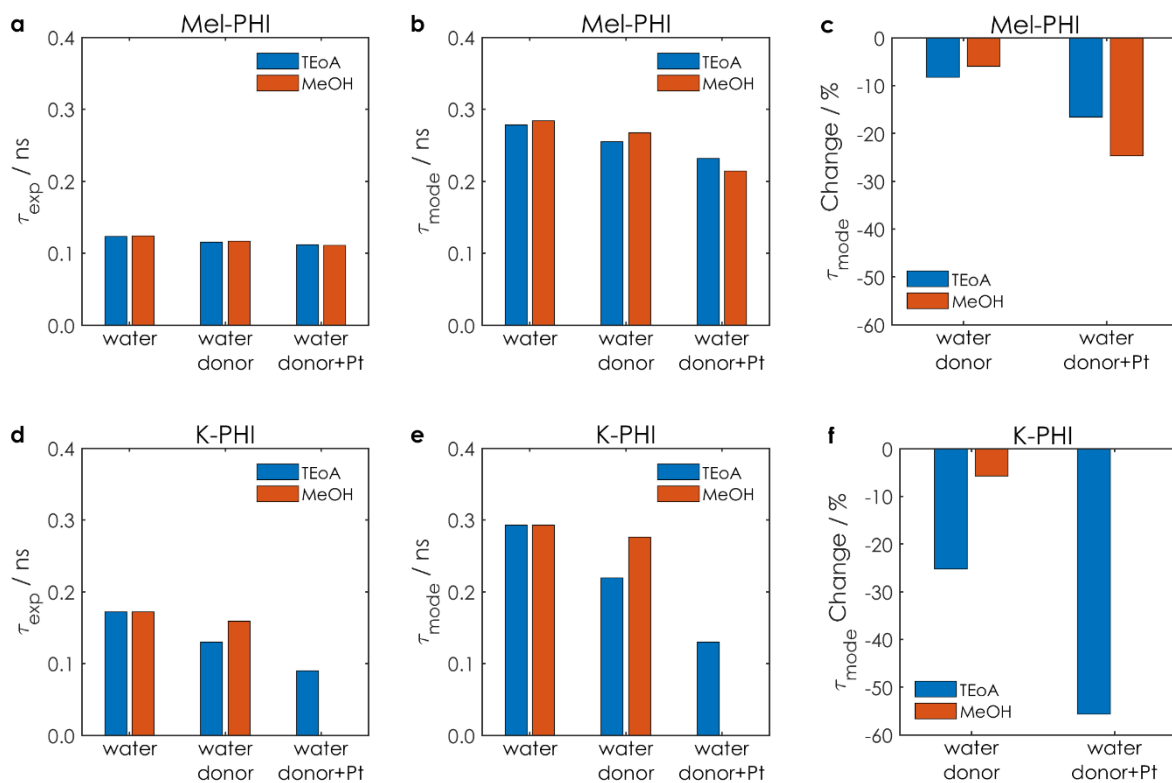 a
Mel-PHI
0.4
0.3
0.2
0.1
0.0
τexp / ns
TEoA
MeOH
water
water
donor
water
donor+Pt
b
Mel-PHI
0.4
0.3
0.2
0.1
0.0
τmode / ns
TEoA
MeOH
water
water
donor
water
donor+Pt
c
Mel-PHI
0
-10
-20
-30
-40
-50
-60
τmode Change / %
TEoA
MeOH
water
donor
water
donor+Pt
d
K-PHI
0.4
0.3
0.2
0.1
0.0
τexp / ns
TEoA
MeOH
water
water
donor
water
donor+Pt
e
K-PHI
0.4
0.3
0.2
0.1
0.0
τmode / ns
TEoA
MeOH
water
water
donor
water
donor+Pt
f
K-PHI
0
-10
-20
-30
-40
-50
-60
τmode Change / %
TEoA
MeOH
water
donor
water
donor+Pt